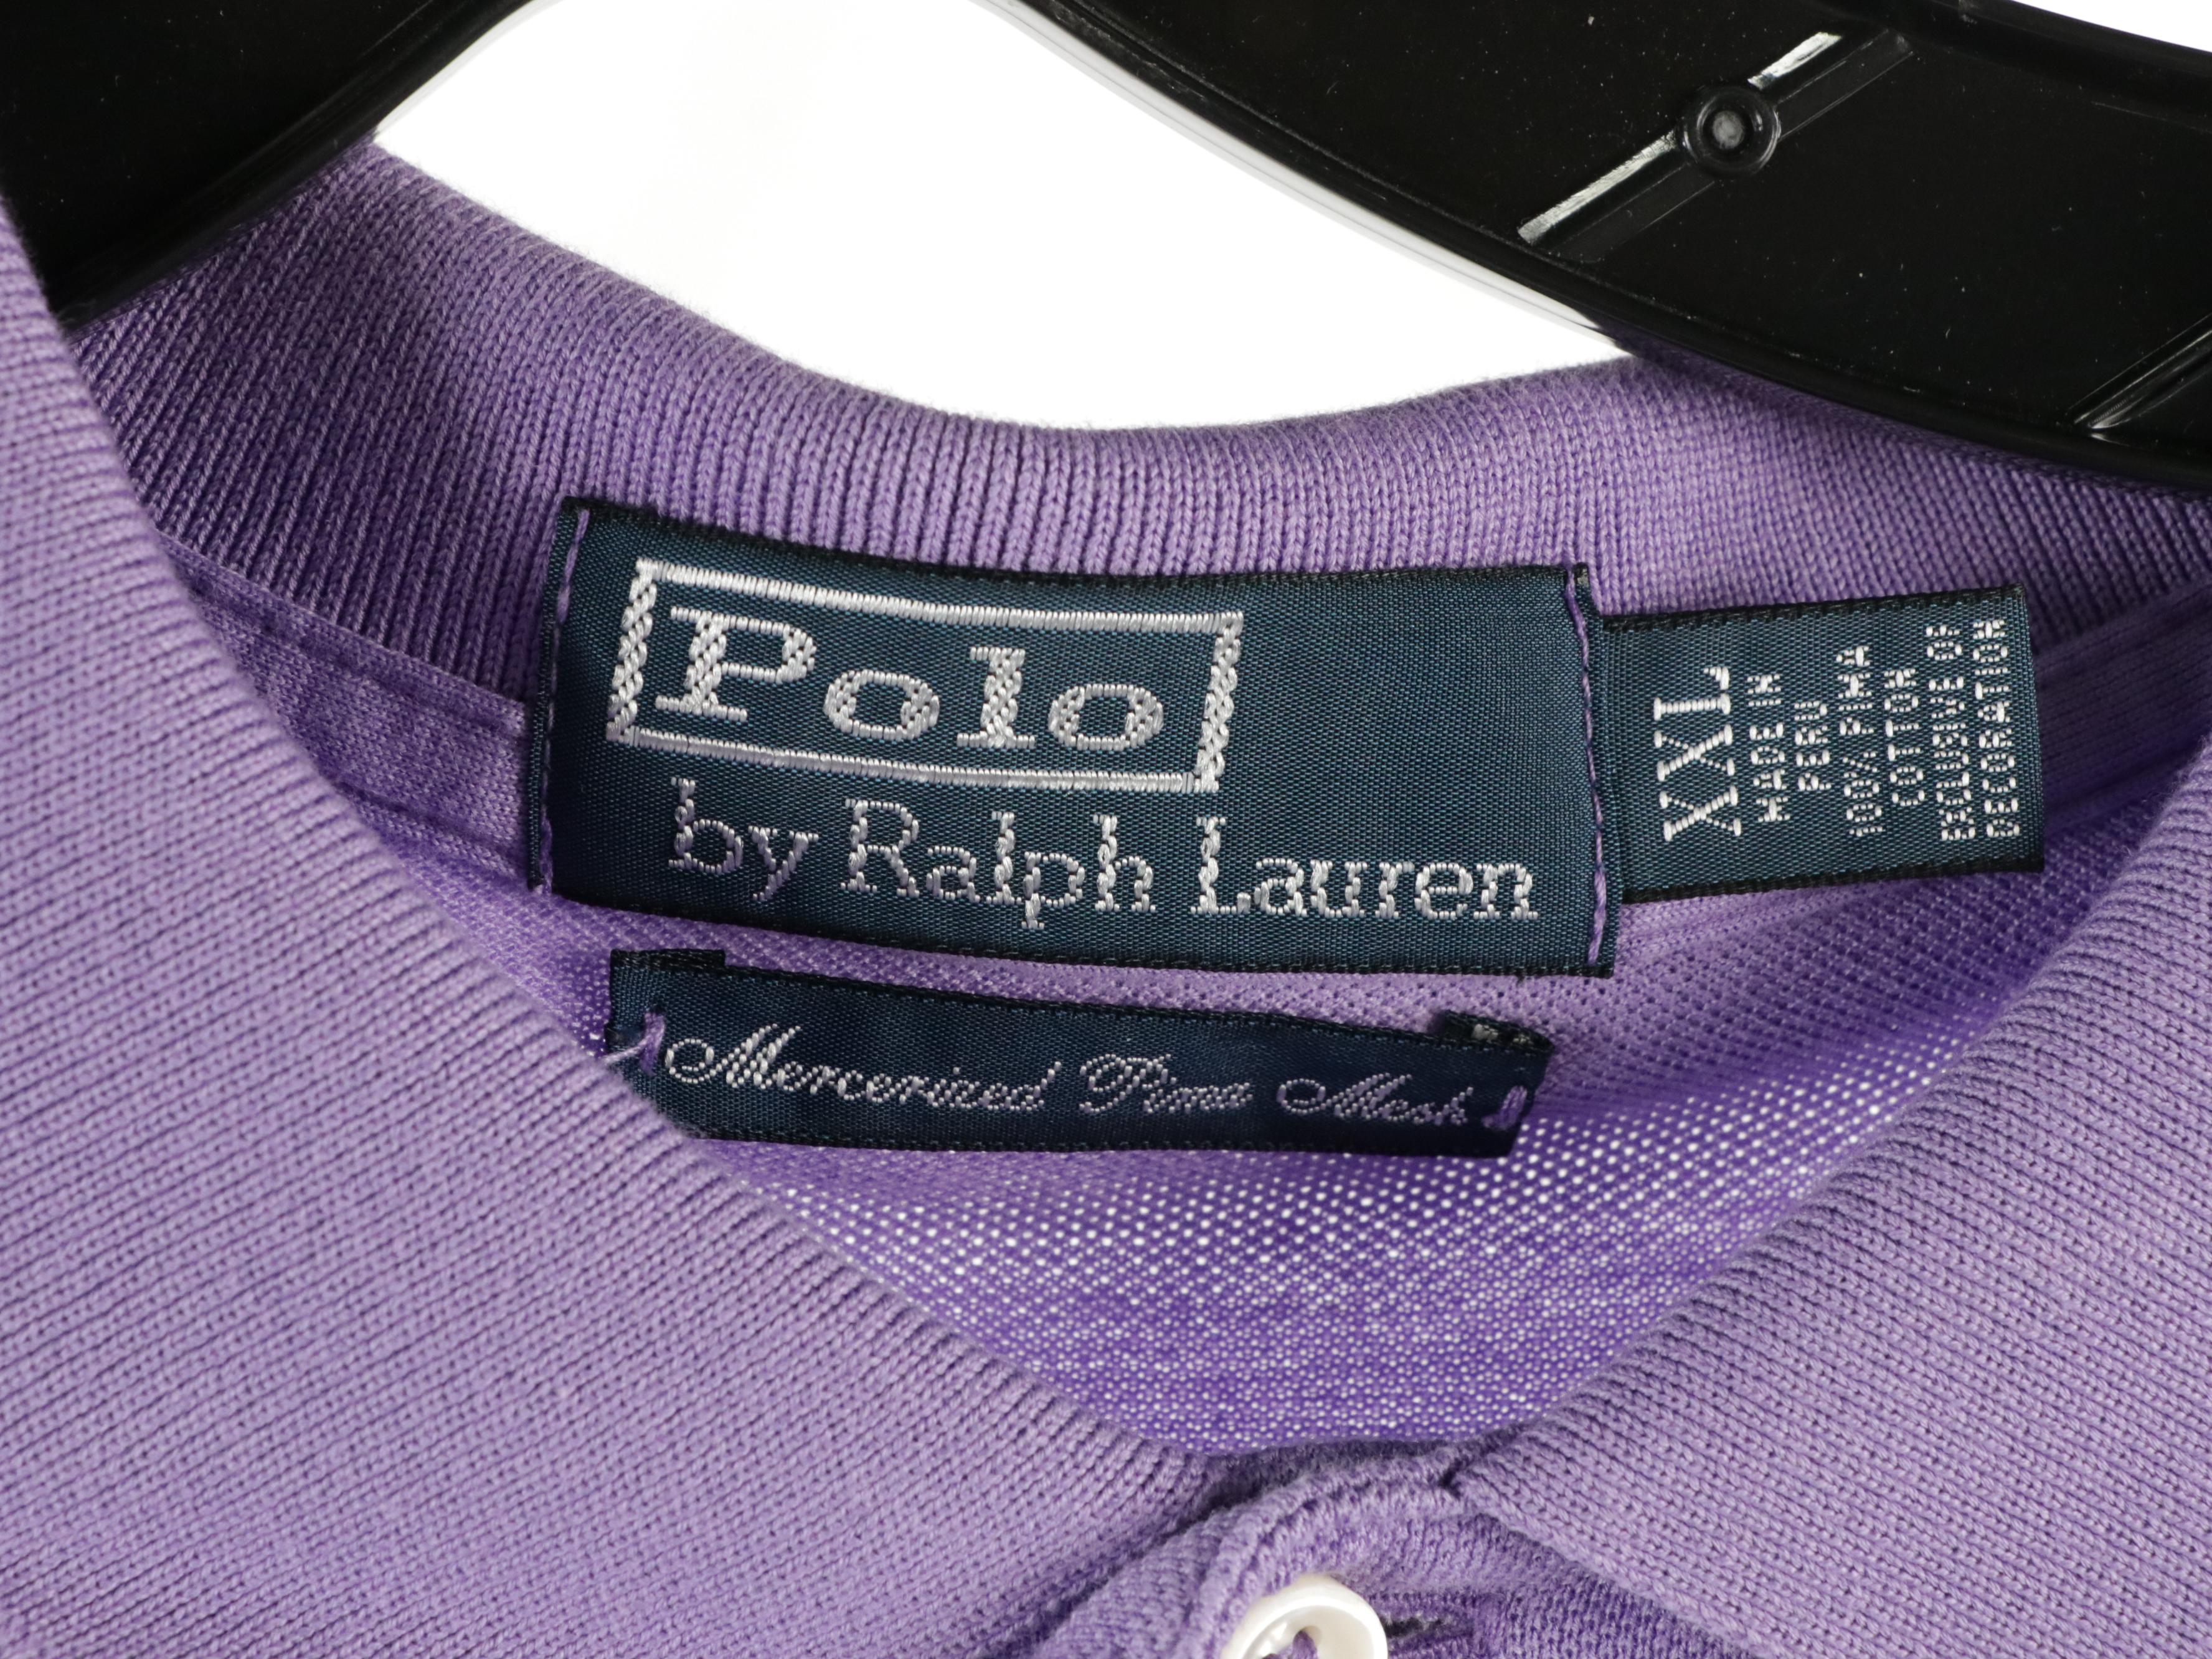 Polo
by Ralph Lauren
XXL
MADE IN
PERU
100% PIMA
COTTON
EXCLUSIVE OF
DECORATION
Mercerized Pima Mesh